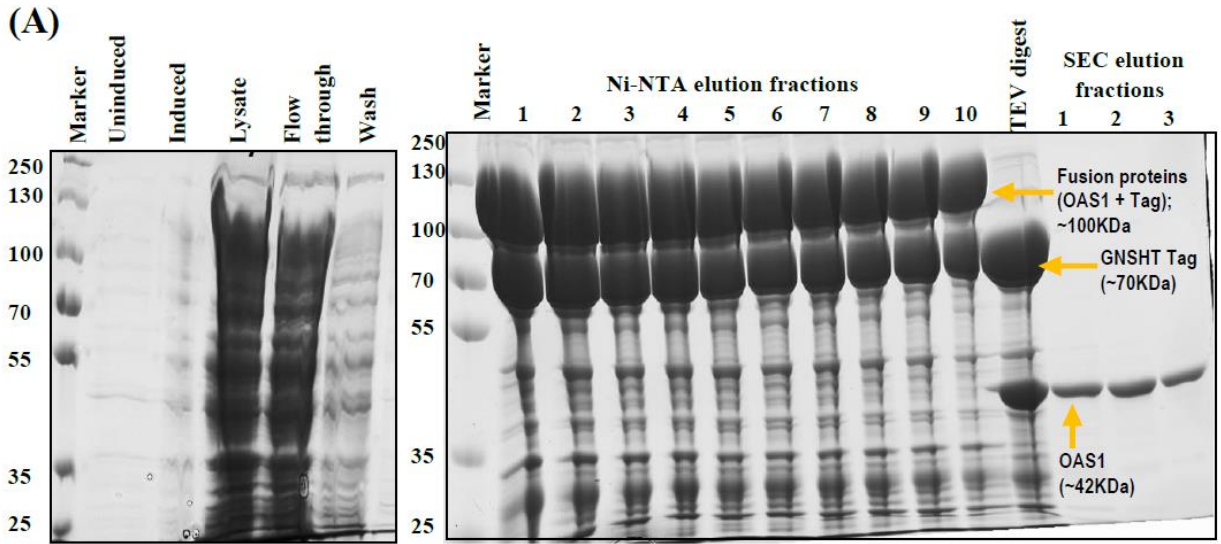 (A)
Marker
Uninduced
Induced
Lysate
Flow
through
Wash
250
130
100
70
55
35
25
Marker
Ni-NTA elution fractions
1 2 3 4 5 6 7 8 9 10
TEV digest
SEC elution
fractions
1 2 3
250
130
100
70
55
35
25
Fusion proteins
(OAS1 + Tag);
~100KDa
GNSHT Tag
(~70KDa)
OAS1
(~42KDa)